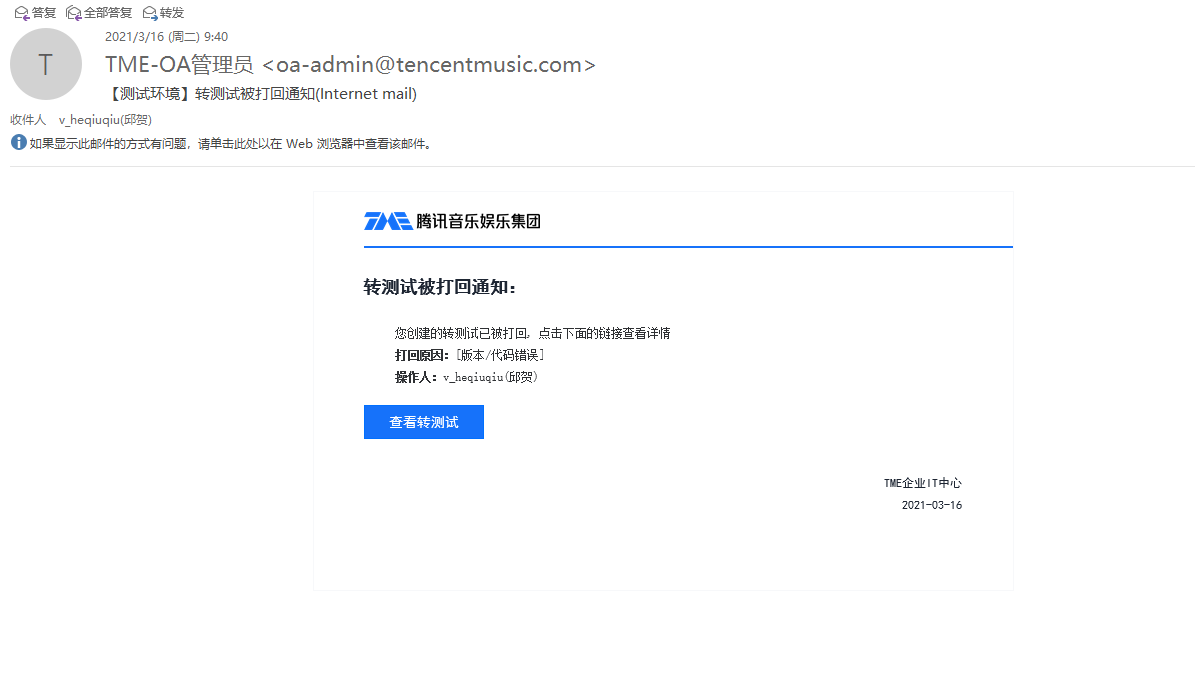 答复 全部答复 转发
2021/3/16 (周二) 9:40
T
TME-OA管理员 <oa-admin@tencentmusic.com>
【测试环境】转测试被打回通知(Internet mail)
收件人 v_heqiuqiu(邱贺)
如果显示此邮件的方式有问题，请单击此处以在 Web 浏览器中查看该邮件。
TME 腾讯音乐娱乐集团
转测试被打回通知：
您创建的转测试已被打回，点击下面的链接查看详情
打回原因：[版本/代码错误]
操作人：v_heqiuqiu(邱贺)
查看转测试
TME企业IT中心
2021-03-16